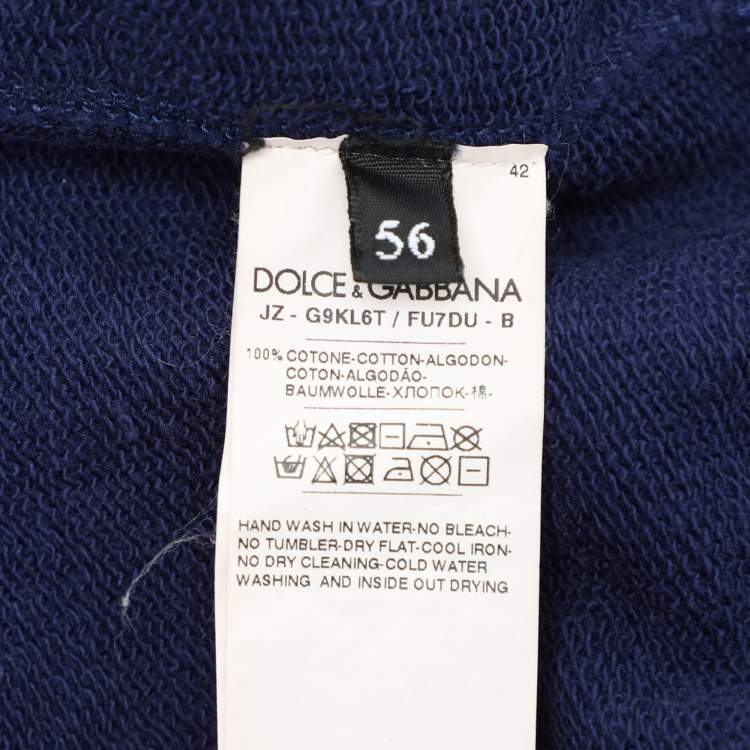 42
56
DOLCE & GABBANA
JZ - G9KL6T / FU7DU - B
100% COTONE-COTTON-ALGODON-
COTON-ALGODÃO-
BAUMWOLLE-ХЛОПОК-棉-
HAND WASH IN WATER-NO BLEACH-
NO TUMBLER-DRY FLAT-COOL IRON-
NO DRY CLEANING-COLD WATER
WASHING AND INSIDE OUT DRYING